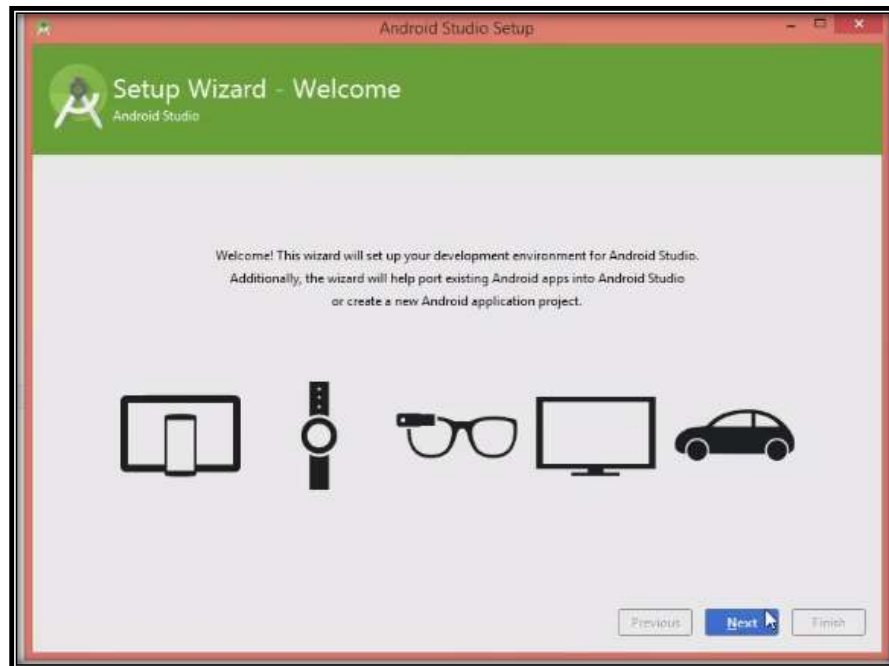 Android Studio Setup
Setup Wizard - Welcome
Android Studio
Welcome! This wizard will set up your development environment for Android Studio.
Additionally, the wizard will help port existing Android apps into Android Studio
or create a new Android application project.
Previous
Next
Finish